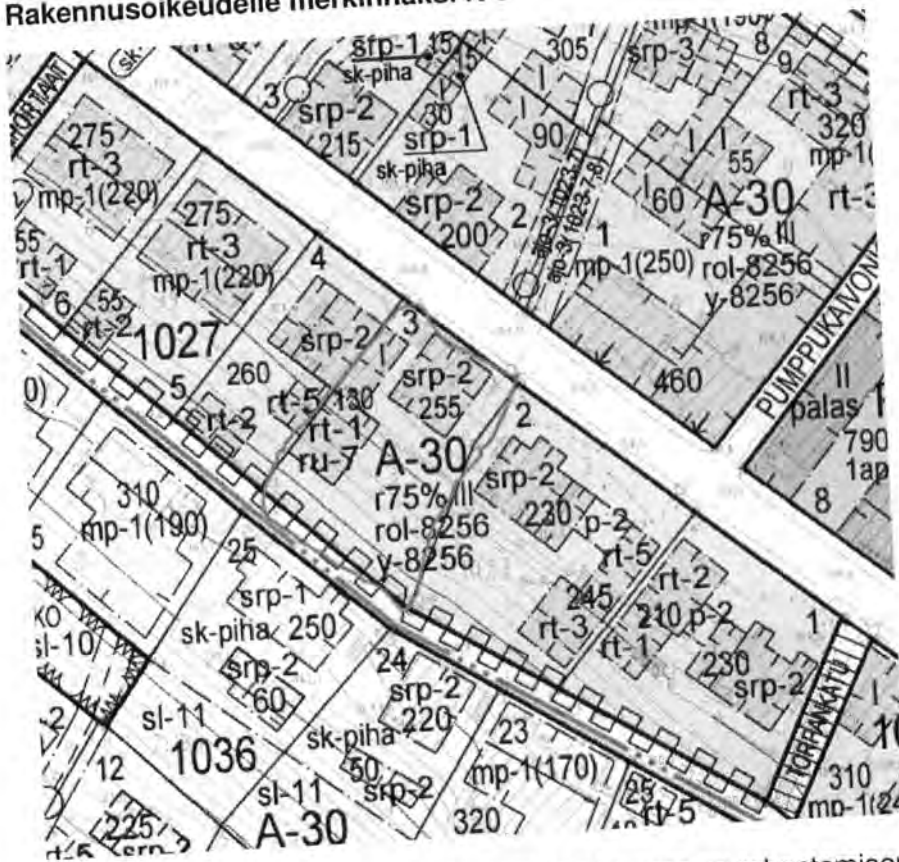 srp-1
15
15
sk-piha
3
srp-2
215
30
srp-1
sk-piha
305
I
I
90
srp-3
8
9
rt-3
320
I
I
55
A-30
r75% III
rol-8256
y-8256
I
60
1
mp-1(250)
2
srp-2
200
460
PUMPPUKAIVON
II
palas
790
1ap
8
275
rt-3
mp-1(220)
275
rt-3
mp-1(220)
4
55
rt-1
6
55
rt-2
1027
5
260
rt-2
srp-2
rt-5
I
130
rt-1
ru-7
3
srp-2
255
A-30
r75% III
rol-8256
y-8256
2
srp-2
230
p-2
rt-5
245
rt-3
rt-2
210 p-2
rt-1
230
srp-2
1
TORPANKATU
I
310
310
mp-1(190)
5
25
srp-1
sk-piha
250
srp-2
60
sl-10
sl-11
1036
12
225
24
srp-2
220
sk-piha
50
srp-2
sl-11
A-30
23
mp-1(170)
320
25
rt-5